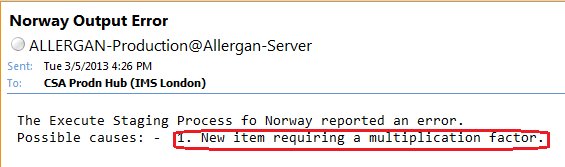 Norway Output Error
ALLERGAN-Production@Allergan-Server
Sent: Tue 3/5/2013 4:26 PM
To: CSA Prodn Hub (IMS London)
The Execute Staging Process fo Norway reported an error.
Possible causes: - 1. New item requiring a multiplication factor.